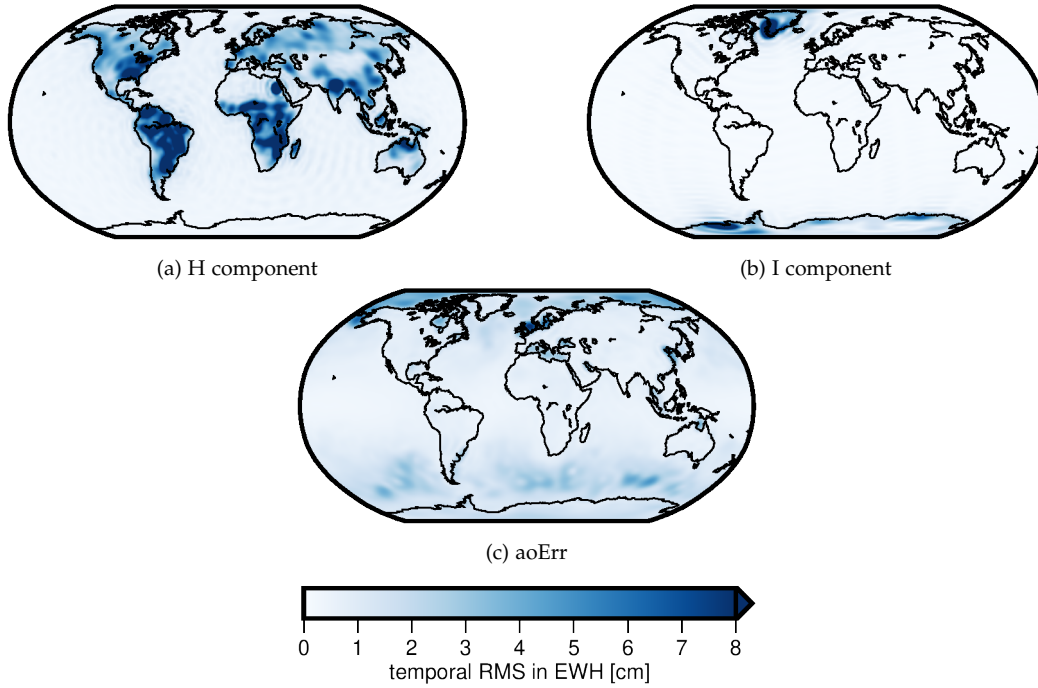 (a) H component
(b) I component
(c) aoErr
0 1 2 3 4 5 6 7 8
temporal RMS in EWH [cm]